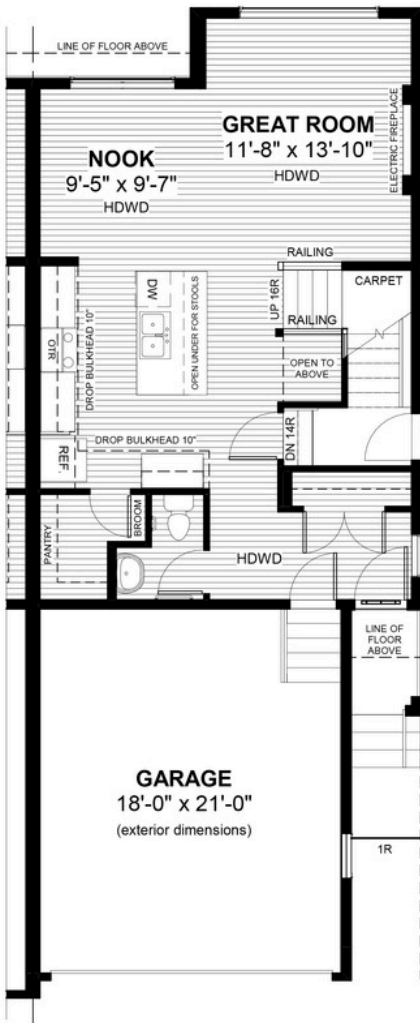 LINE OF FLOOR ABOVE
GREAT ROOM
11'-8" x 13'-10"
HDWD
ELECTRIC FIREPLACE
NOOK
9'-5" x 9'-7"
HDWD
RAILING
CARPET
UP 16R
RAILING
OPEN TO
ABOVE
DW
OPEN UNDER FOR STOOLS
DROP BULKHEAD 10"
OTR
DROP BULKHEAD 10"
REF.
DN 14R
BROOM
PANTRY
HDWD
LINE OF
FLOOR
ABOVE
GARAGE
18'-0" x 21'-0"
(exterior dimensions)
1R